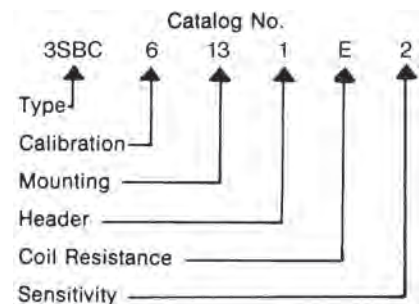 Catalog No.
3SBC 6 13 1 E 2
Type
Calibration
Mounting
Header
Coil Resistance
Sensitivity